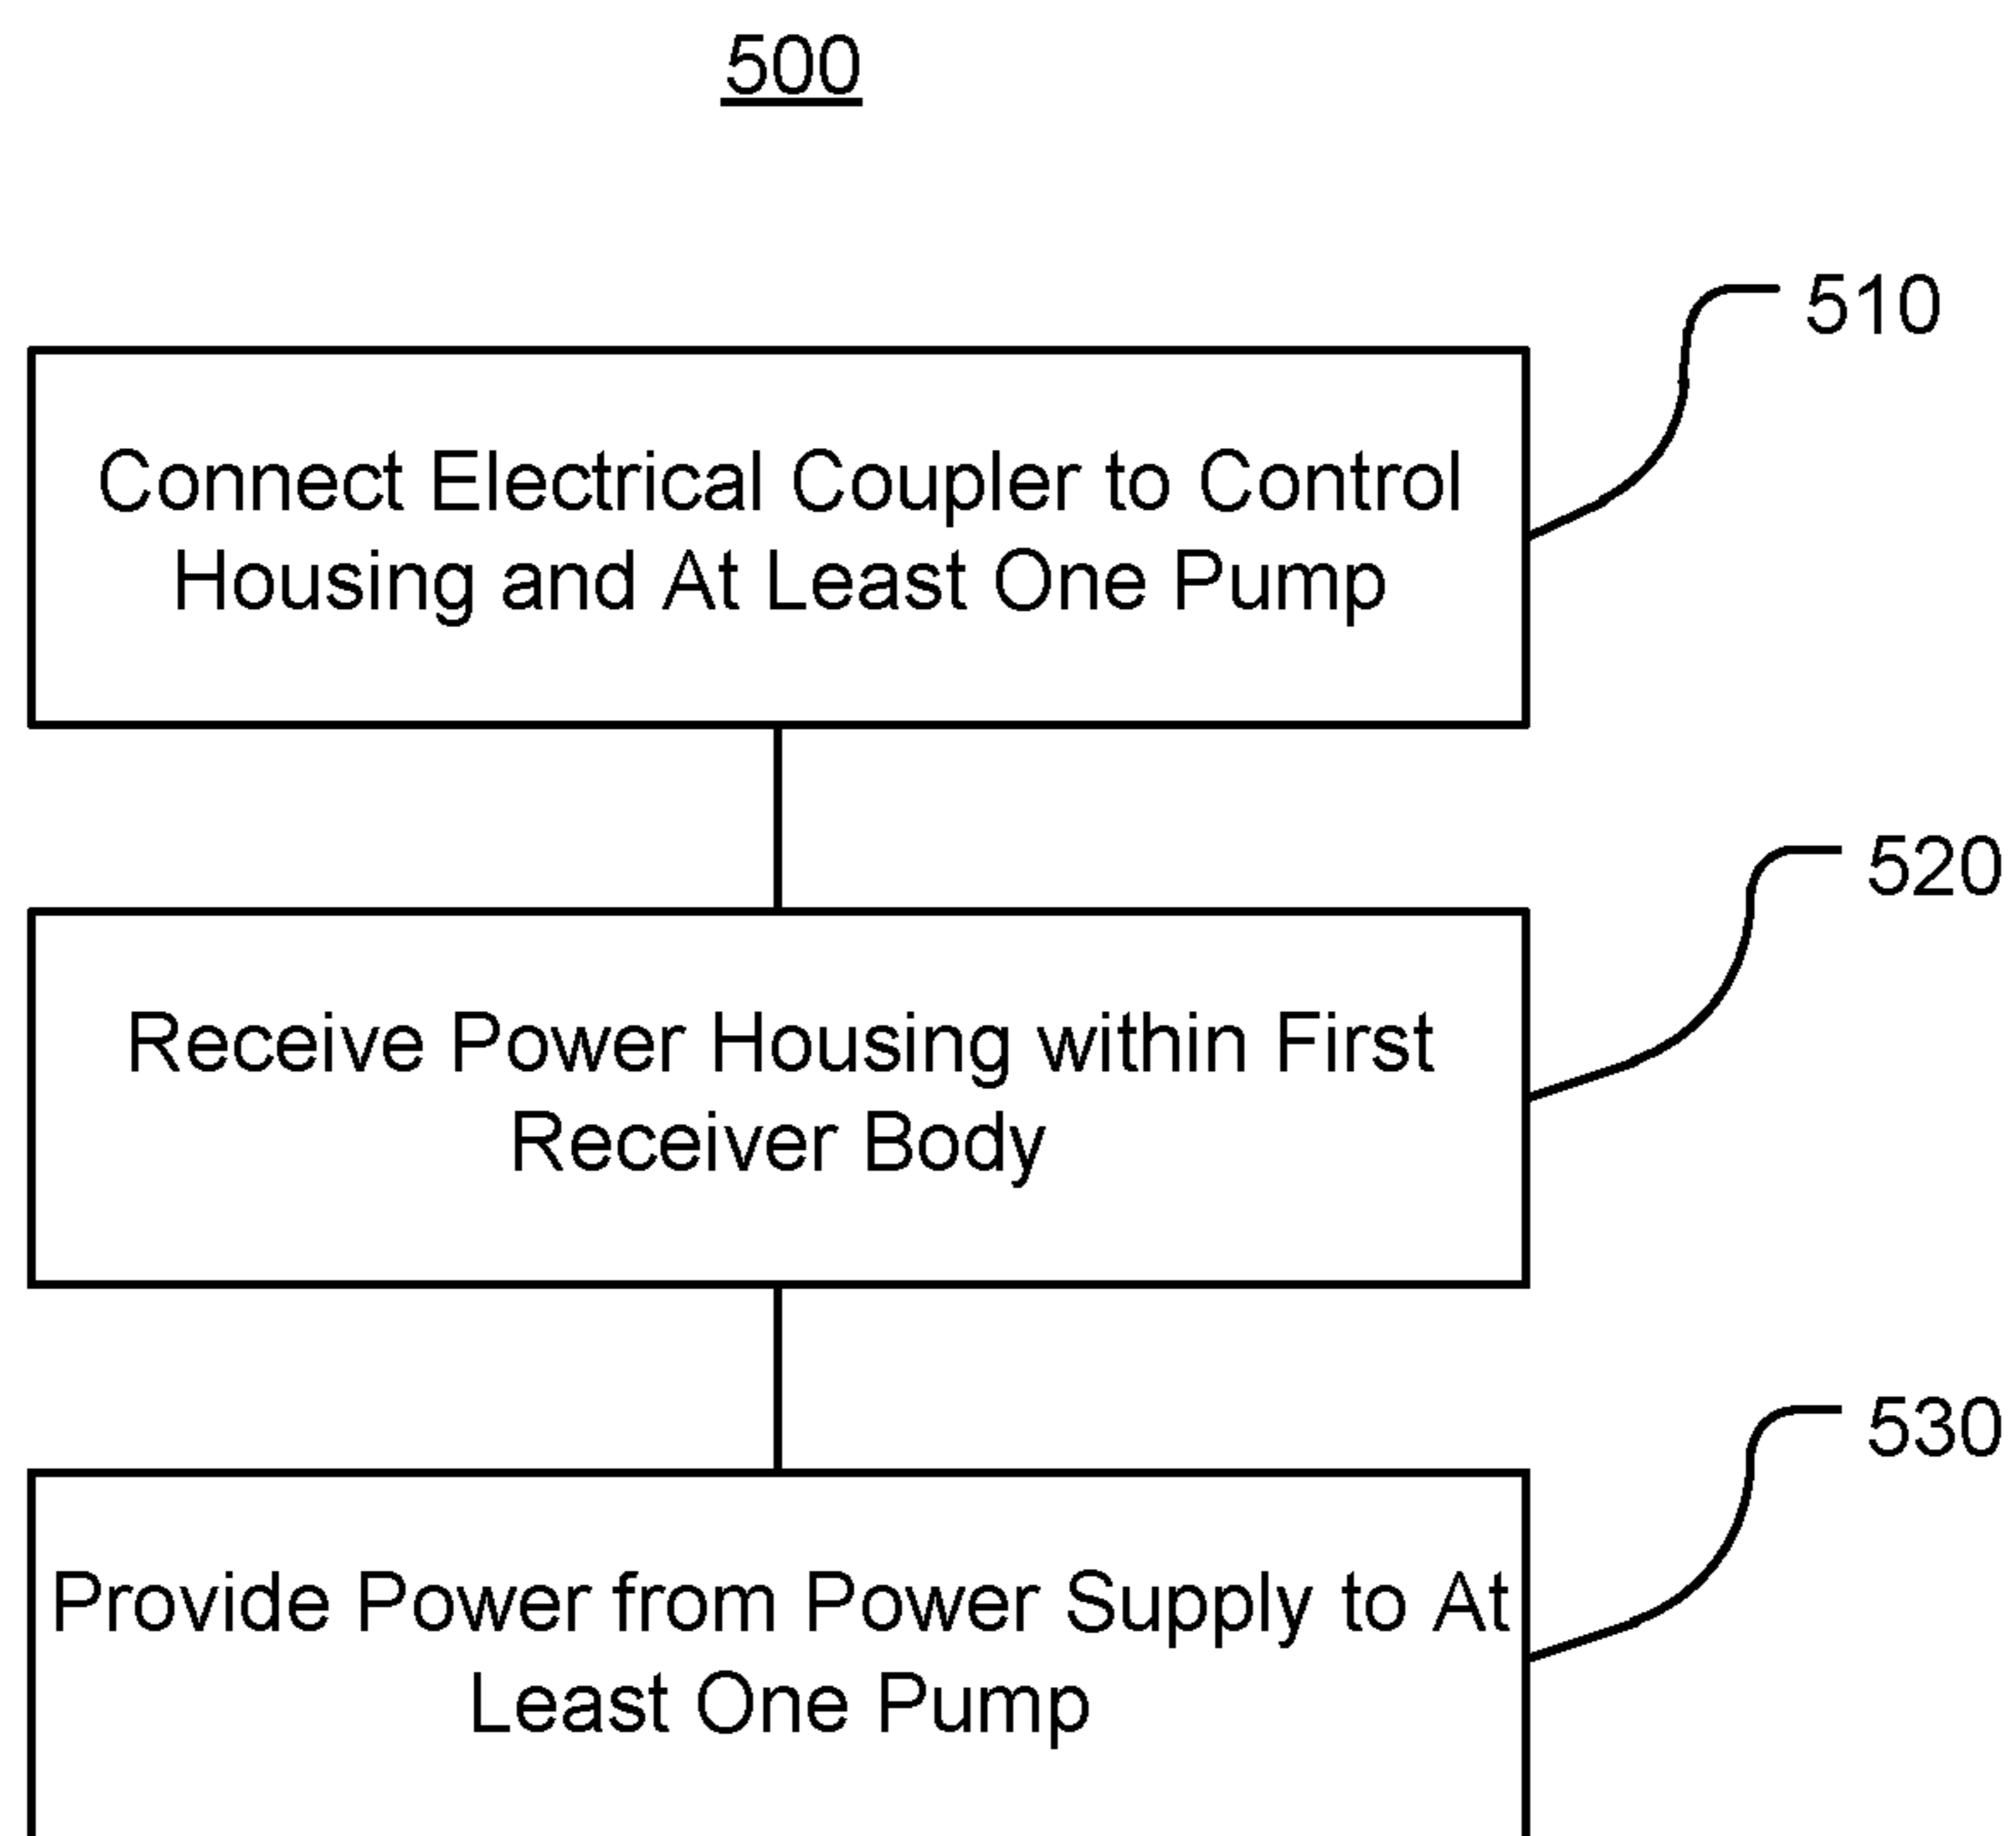 500
510
Connect Electrical Coupler to Control
Housing and At Least One Pump
520
Receive Power Housing within First
Receiver Body
530
Provide Power from Power Supply to At
Least One Pump